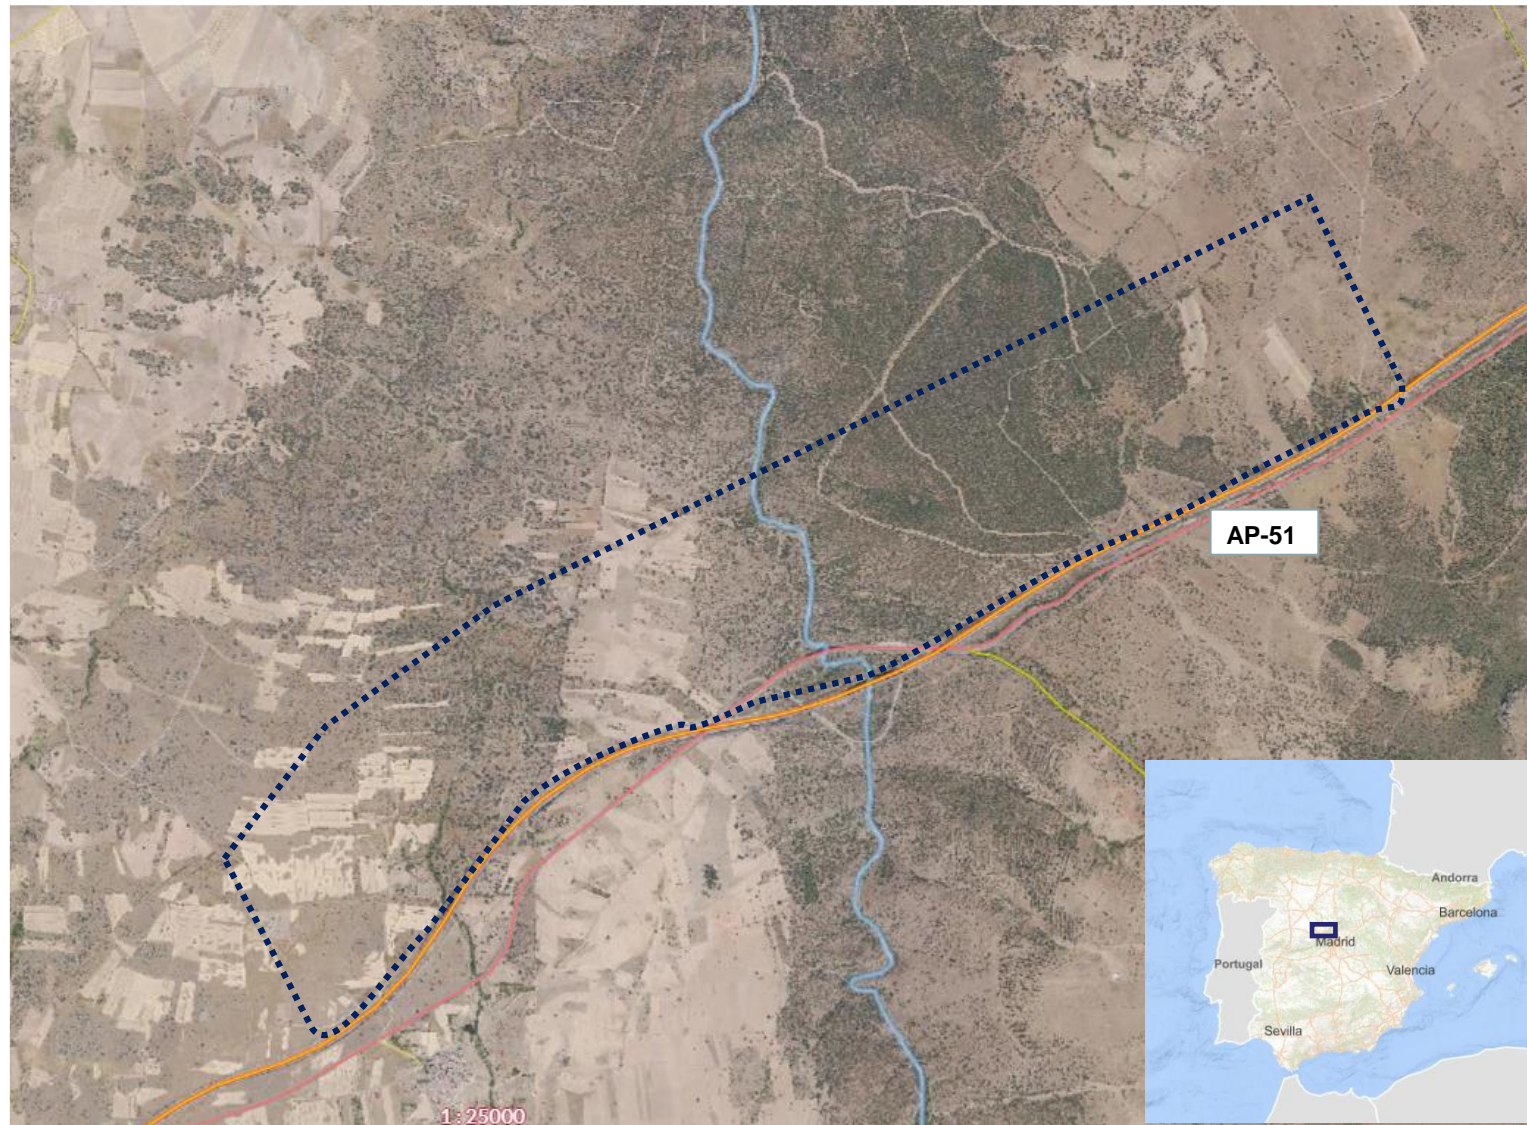 AP-51
Andorra
Barcelona
Madrid
Portugal
Valencia
Sevilla
1:25000